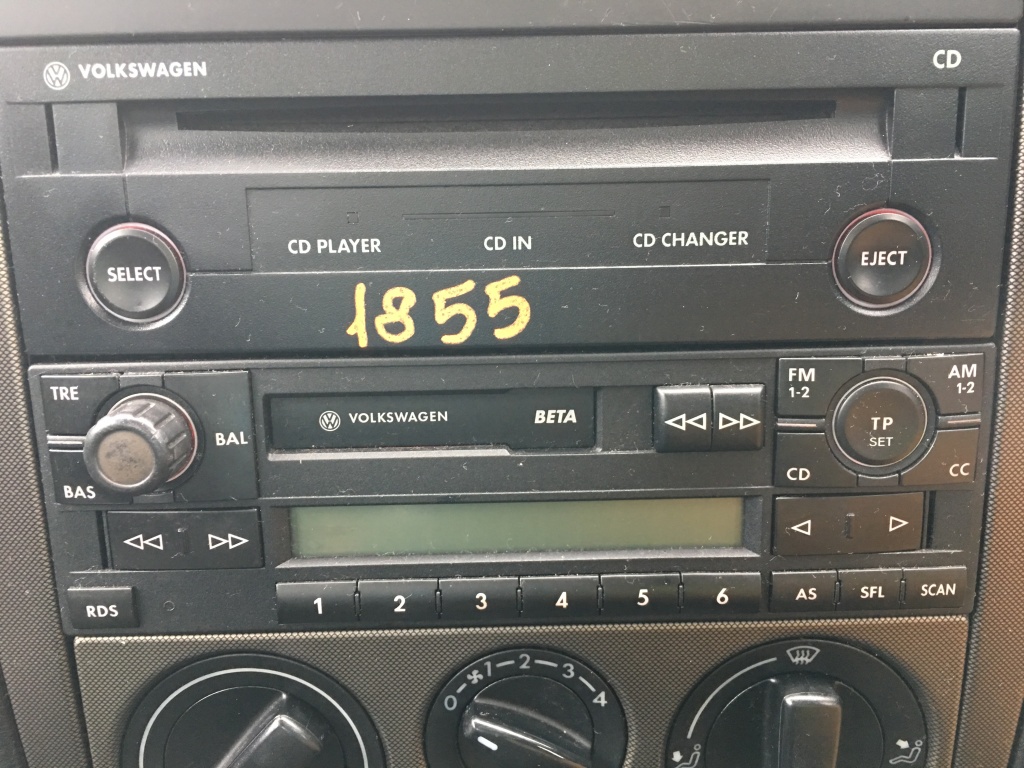 VOLKSWAGEN CD
CD PLAYER CD IN CD CHANGER
SELECT EJECT
1855
TRE
BAL
BAS
VOLKSWAGEN BETA
FM
1-2
AM
1-2
TP
SET
CD
CC
RDS
1 2 3 4 5 6
AS SFL SCAN
0 1 2 3 4